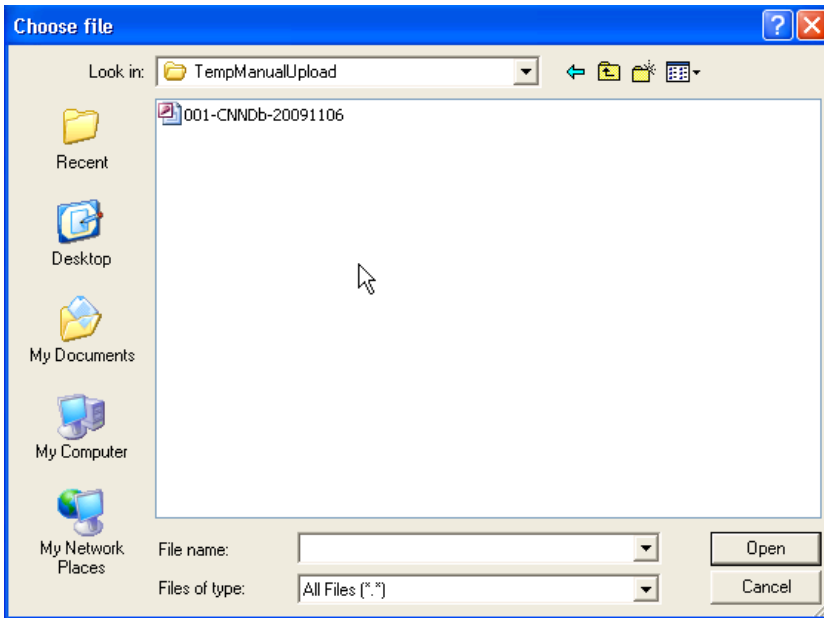 Choose file
Look in: TempManualUpload
001-CNNDb-20091106
Recent
Desktop
My Documents
My Computer
My Network
Places
File name: Open
Files of type: All Files (*.*) Cancel